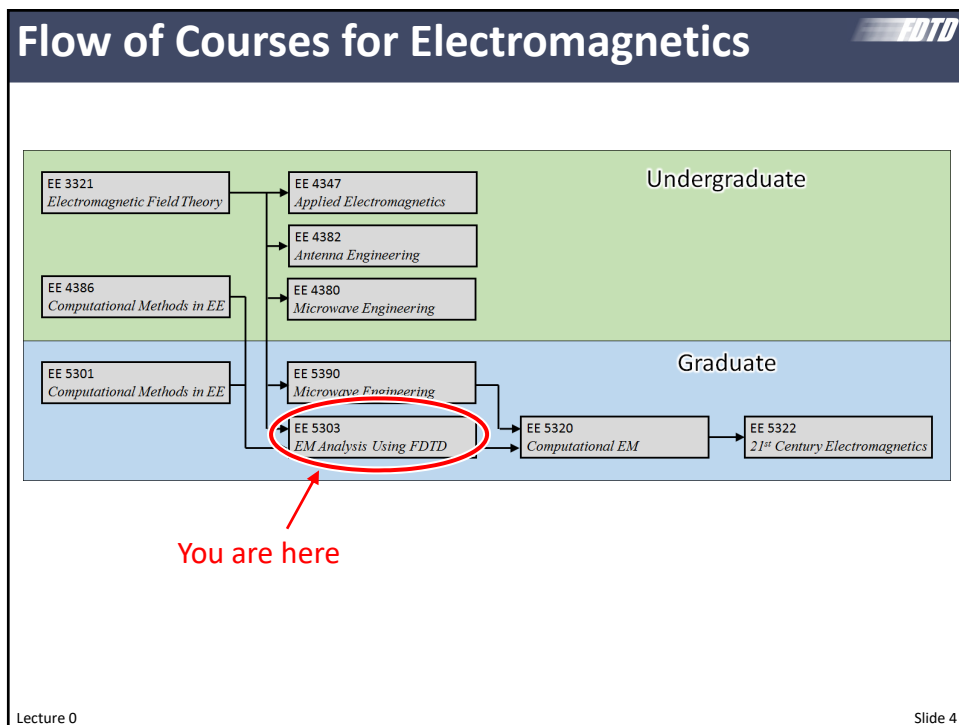 Flow of Courses for Electromagnetics
FDTD
Undergraduate
EE 3321
Electromagnetic Field Theory
EE 4347
Applied Electromagnetics
EE 4382
Antenna Engineering
EE 4386
Computational Methods in EE
EE 4380
Microwave Engineering
Graduate
EE 5301
Computational Methods in EE
EE 5390
Microwave Engineering
EE 5303
EM Analysis Using FDTD
EE 5320
Computational EM
EE 5322
21st Century Electromagnetics
You are here
Lecture 0
Slide 4